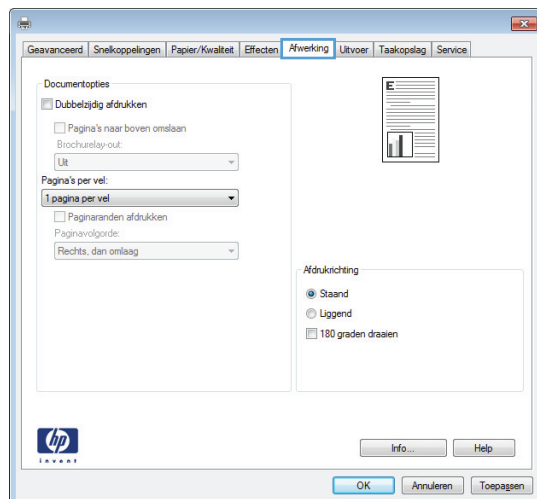 Geavanceerd Snelkoppelingen Papier/Kwaliteit Effecten Afwerking Uitvoer Taakopslag Service
Documentopties
Dubbelzijdig afdrukken
Pagina's naar boven omslaan
Brochurelay-out:
Uit
Pagina's per vel:
1 pagina per vel
Paginaranden afdrukken
Paginavolgorde:
Rechts, dan omlaag
E
Afdrukrichting
Staand
Liggend
180 graden draaien
hp
invent
Info... Help
OK Annuleren Toepassen